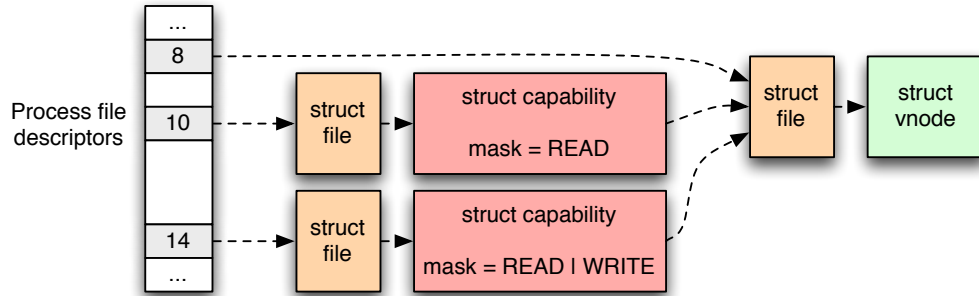 ...
8
Process file
descriptors
10
struct
file
struct capability
mask = READ
struct
file
struct
vnode
14
struct
file
struct capability
mask = READ | WRITE
...